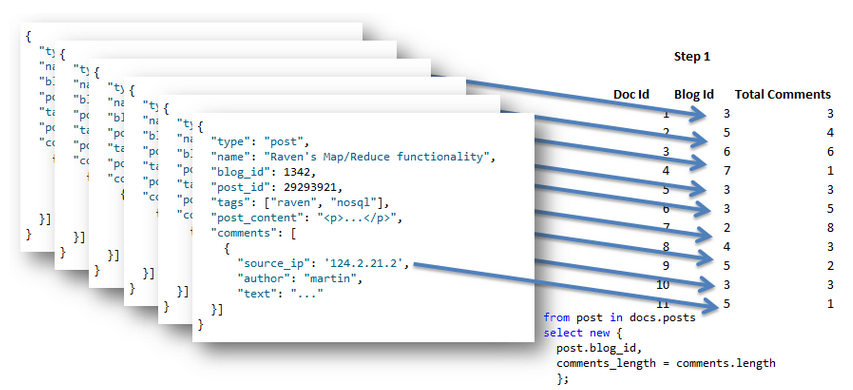 {
"type": "post",
"name": "Raven's Map/Reduce functionality",
"blog_id": 1342,
"post_id": 29293921,
"tags": ["raven", "nosql"],
"post_content": "<p>...</p>",
"comments": [
{
"source_ip": '124.2.21.2',
"author": "martin",
"text": "..."
}]
}
Step 1
Doc Id Blog Id Total Comments
1 3 3
2 5 4
3 6 6
4 7 1
5 3 3
6 3 5
7 2 8
8 4 3
9 5 2
10 3 3
11 5 1
from post in docs.posts
select new {
post.blog_id,
comments_length = comments.length
};